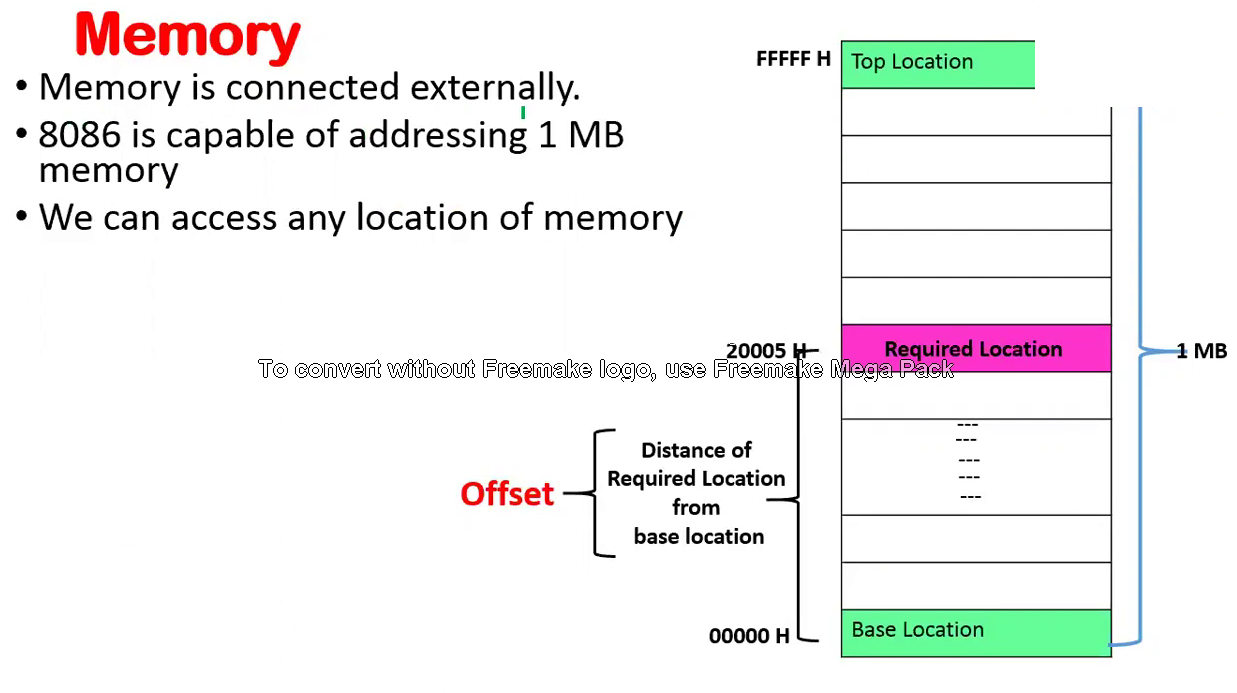 Memory
• Memory is connected externally.
• 8086 is capable of addressing 1 MB
memory
• We can access any location of memory
FFFFF H
Top Location
20005 H
Required Location
1 MB
To convert without Freemake logo, use Freemake Mega Pack
---
---
---
---
---
Offset
Distance of
Required Location
from
base location
00000 H
Base Location